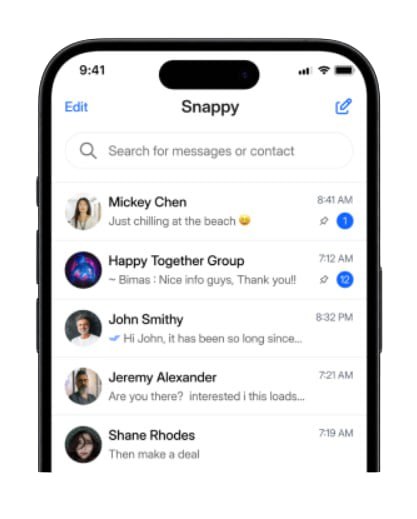 9:41
Edit Snappy
Search for messages or contact
Mickey Chen 8:41 AM
Just chilling at the beach 😄 1
Happy Together Group 7:12 AM
~ Bimas : Nice info guys, Thank you!! 12
John Smithy 8:32 PM
Hi John, it has been so long since...
Jeremy Alexander 7:21 AM
Are you there? interested i this loads...
Shane Rhodes 7:19 AM
Then make a deal